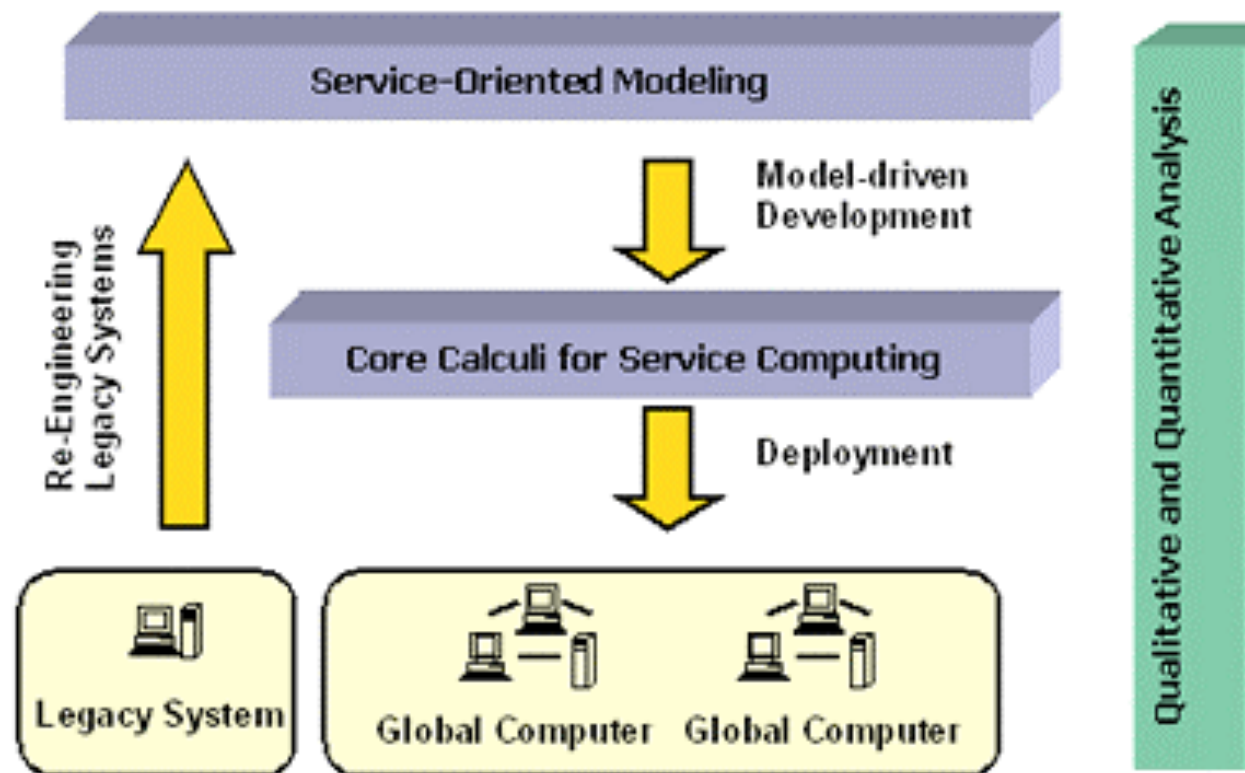 Service-Oriented Modeling
Model-driven
Development
Re-Engineering
Legacy Systems
Core Calculi for Service Computing
Deployment
Legacy System
Global Computer
Global Computer
Qualitative and Quantitative Analysis